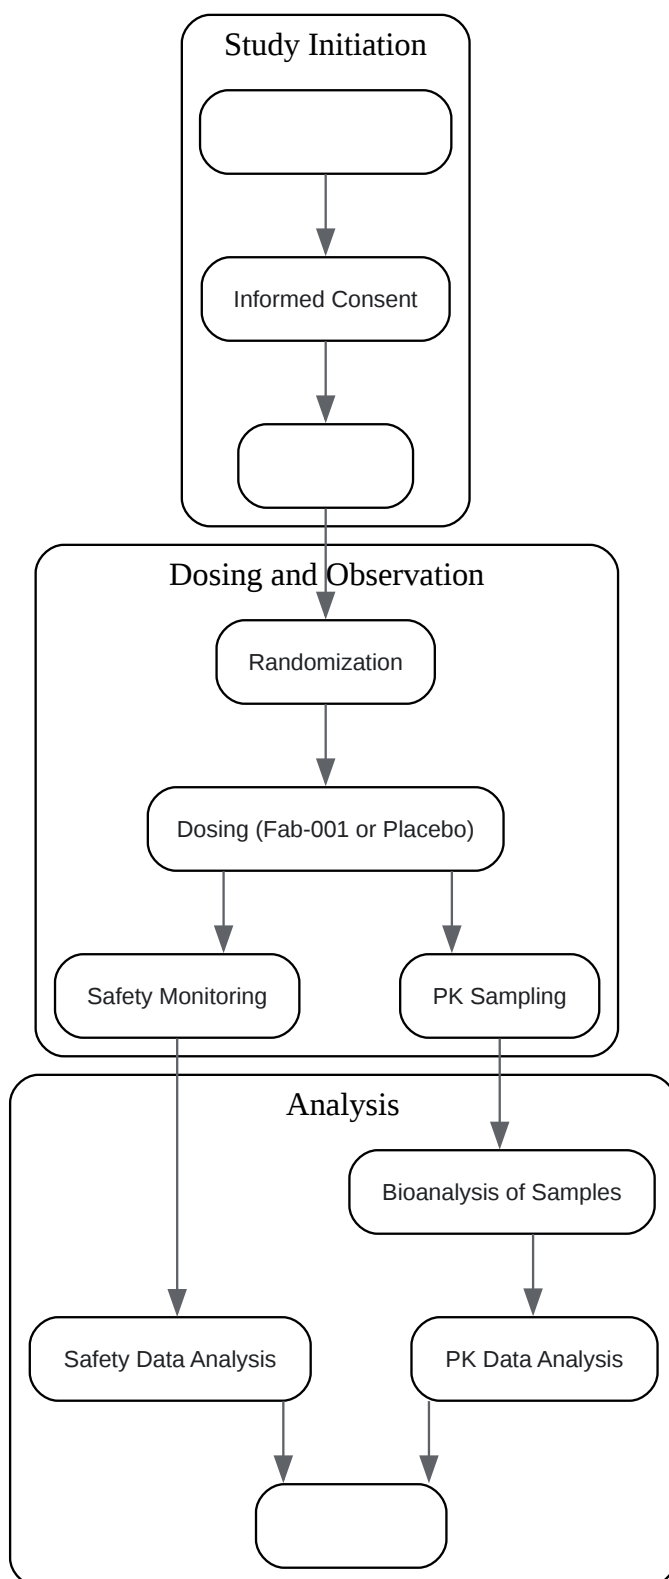 Study Initiation
Informed Consent
Dosing and Observation
Randomization
Dosing (Fab-001 or Placebo)
Safety Monitoring
PK Sampling
Analysis
Bioanalysis of Samples
Safety Data Analysis
PK Data Analysis